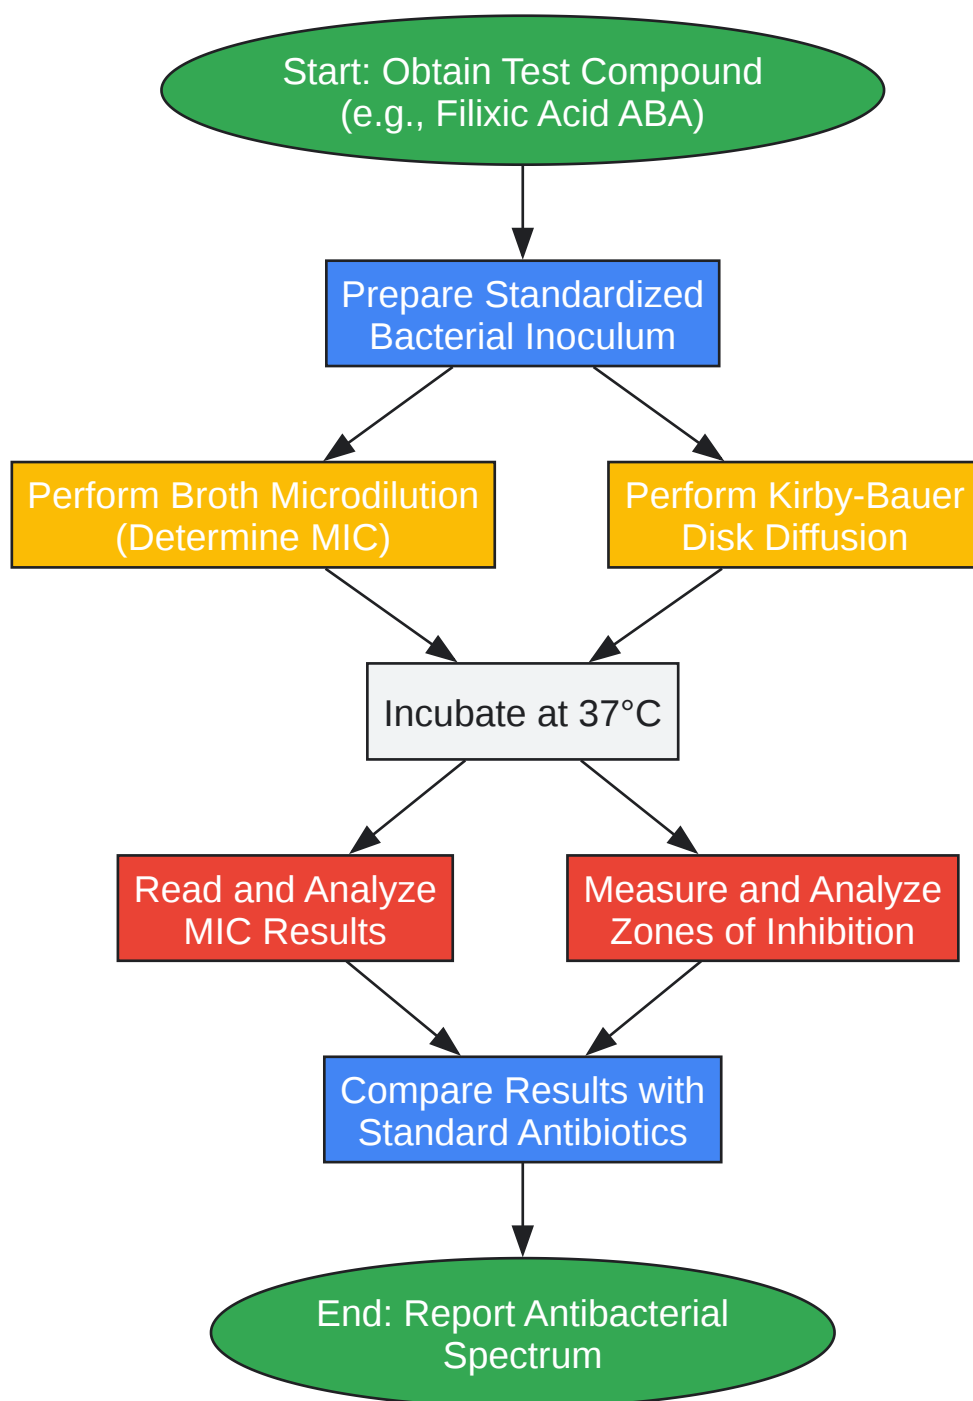 Start: Obtain Test Compound
(e.g., Filixic Acid ABA)
Prepare Standardized
Bacterial Inoculum
Perform Broth Microdilution
(Determine MIC)
Perform Kirby-Bauer
Disk Diffusion
Incubate at 37°C
Read and Analyze
MIC Results
Measure and Analyze
Zones of Inhibition
Compare Results with
Standard Antibiotics
End: Report Antibacterial
Spectrum